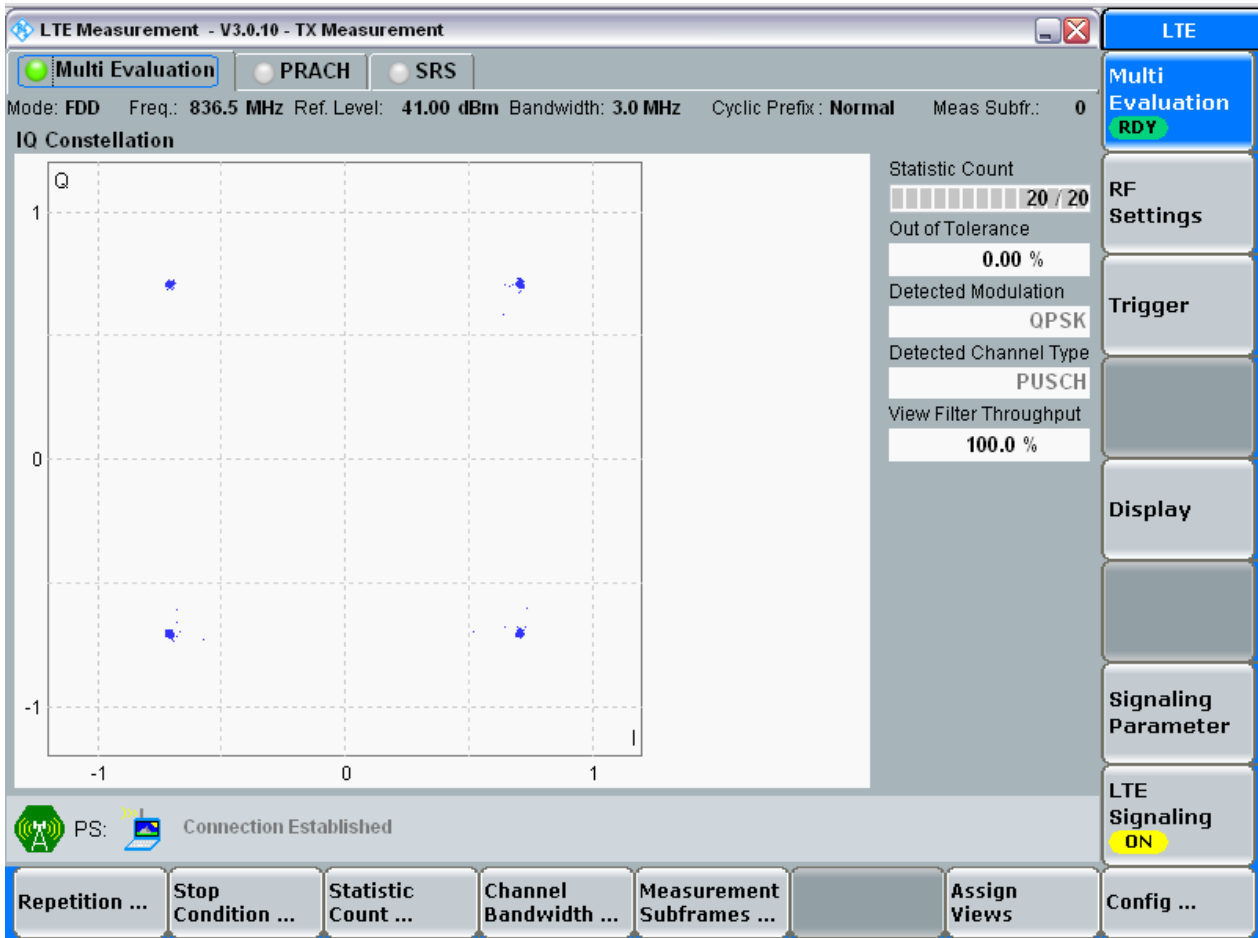 LTE Measurement - V3.0.10 - TX Measurement
LTE
Multi Evaluation PRACH SRS
Mode: FDD Freq.: 836.5 MHz Ref. Level: 41.00 dBm Bandwidth: 3.0 MHz Cyclic Prefix : Normal Meas Subfr.: 0
IQ Constellation
Q
1
0
-1
-1 0 1
I
Statistic Count
20 / 20
Out of Tolerance
0.00 %
Detected Modulation
QPSK
Detected Channel Type
PUSCH
View Filter Throughput
100.0 %
Multi
Evaluation
RDY
RF
Settings
Trigger
Display
Signaling
Parameter
LTE
Signaling
ON
PS: Connection Established
Repetition ...
Stop
Condition ...
Statistic
Count ...
Channel
Bandwidth ...
Measurement
Subframes ...
Assign
Views
Config ...